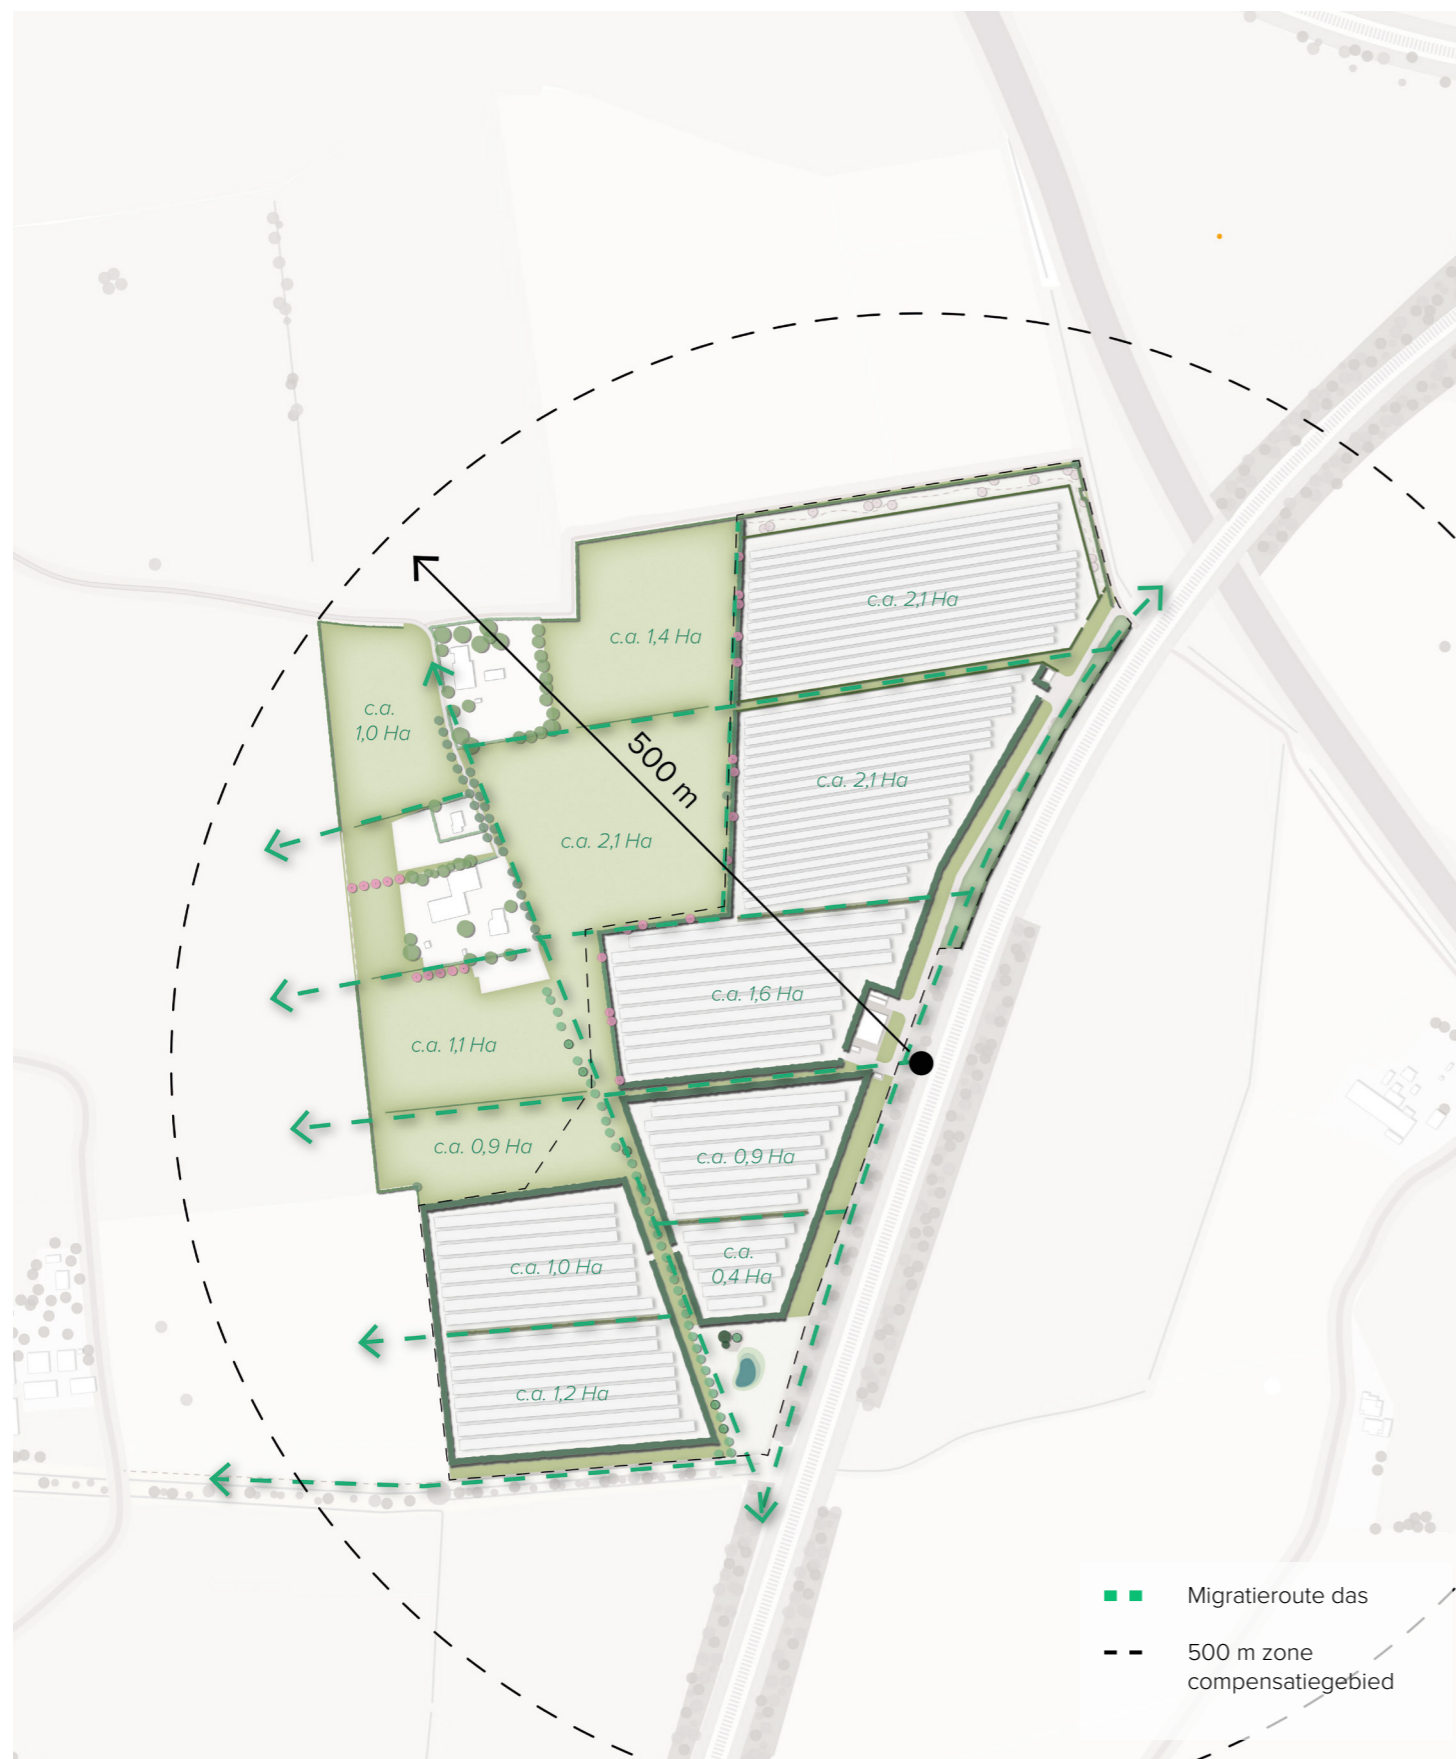 c.a. 2,1 Ha
c.a. 1,4 Ha
c.a.
1,0 Ha
500 m
c.a. 2,1 Ha
c.a. 2,1 Ha
c.a. 1,6 Ha
c.a. 1,1 Ha
c.a. 0,9 Ha
c.a. 0,9 Ha
c.a.
0,4 Ha
c.a. 1,0 Ha
c.a. 1,2 Ha
Migratieroute das
500 m zone
compensatiegebied